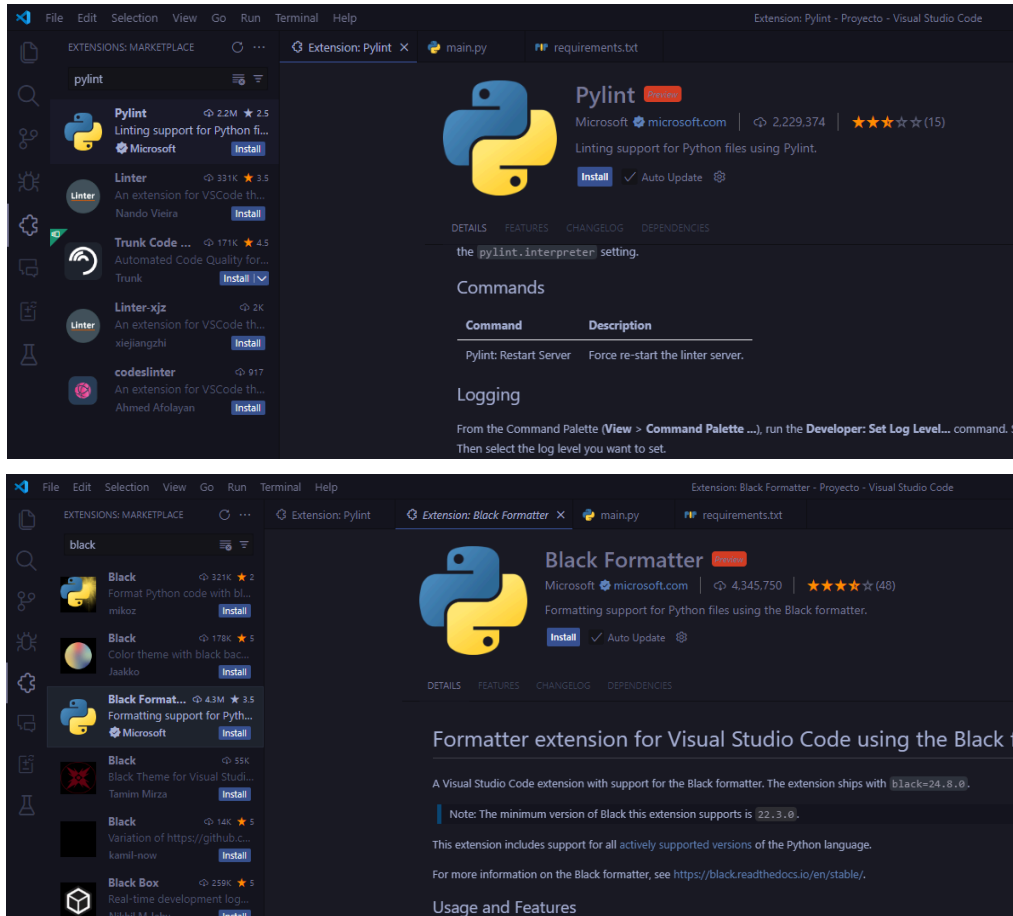 File Edit Selection View Go Run Terminal Help
Extension: Pylint - Proyecto - Visual Studio Code
EXTENSIONS: MARKETPLACE
Extension: Pylint
main.py
requirements.txt
pylint
Pylint 2.2M 2.5
Linting support for Python fi...
Microsoft Install
Linter 331K 3.5
Linter
An extension for VSCode th...
Nando Vieira Install
Trunk Code ... 171K 4.5
Automated Code Quality for...
Trunk Install
Linter-xjz 2K
Linter
An extension for VSCode th...
xiejiangzhi Install
codeslinter 917
An extension for VSCode th...
Ahmed Afolayan Install
Pylint Preview
Microsoft microsoft.com 2,229,374 (15)
Linting support for Python files using Pylint.
Install Auto Update
DETAILS FEATURES CHANGELOG DEPENDENCIES
the pylint.interpreter setting.
Commands
Command Description
Pylint: Restart Server Force re-start the linter server.
Logging
From the Command Palette (View > Command Palette ...), run the Developer: Set Log Level... command.
Then select the log level you want to set.
File Edit Selection View Go Run Terminal Help
Extension: Black Formatter - Proyecto - Visual Studio Code
EXTENSIONS: MARKETPLACE
Extension: Pylint
Extension: Black Formatter
main.py
requirements.txt
black
Black 321K 2
Format Python code with bl...
mikoz Install
Black 178K 5
Color theme with black bac...
Jaakko Install
Black Format... 4.3M 3.5
Formatting support for Pyth...
Microsoft Install
Black 55K
Black Theme for Visual Studi...
Tamim Mirza Install
Black 14K 5
Variation of https://github.c...
kamil-now Install
Black Box 259K 5
Real-time development log...
Install
Black Formatter Preview
Microsoft microsoft.com 4,345,750 (48)
Formatting support for Python files using the Black formatter.
Install Auto Update
DETAILS FEATURES CHANGELOG DEPENDENCIES
Formatter extension for Visual Studio Code using the Black
A Visual Studio Code extension with support for the Black formatter. The extension ships with black=24.8.0.
Note: The minimum version of Black this extension supports is 22.3.0.
This extension includes support for all actively supported versions of the Python language.
For more information on the Black formatter, see https://black.readthedocs.io/en/stable/.
Usage and Features